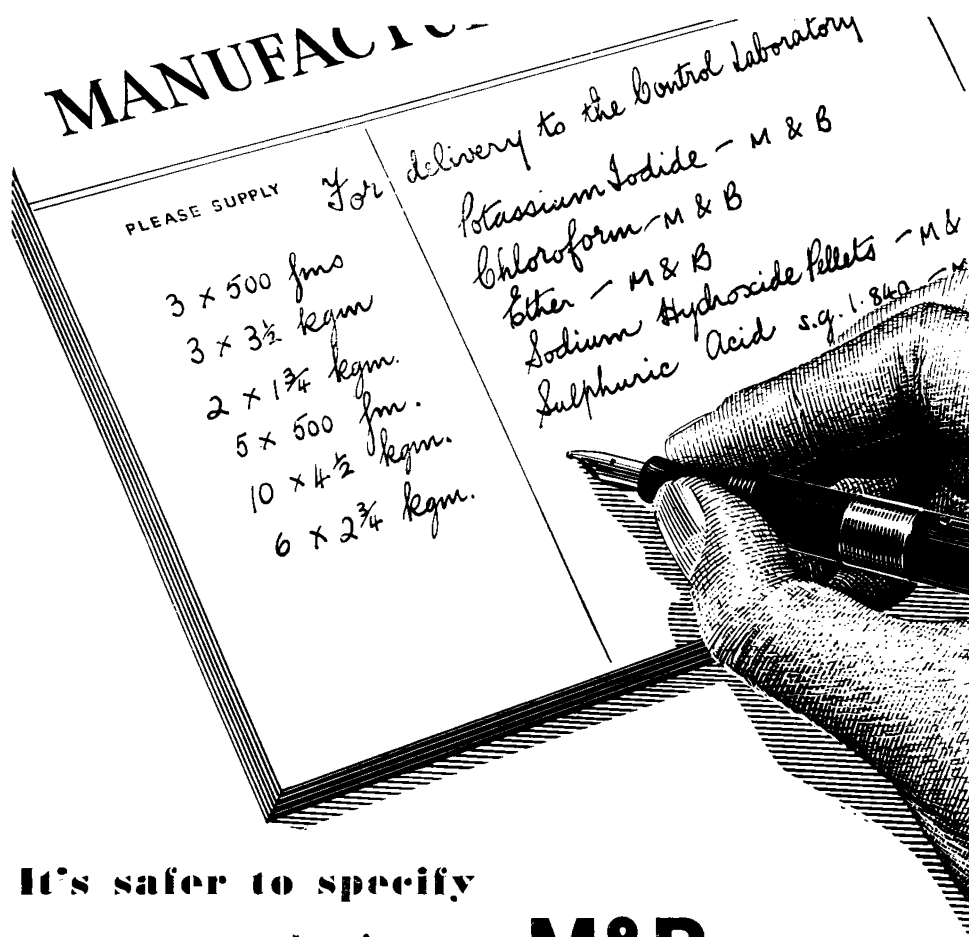 MANUFACTU
For delivery to the Control Laboratory
PLEASE SUPPLY
3 x 500 gms Potassium Iodide - M & B
3 x 3½ kgm Chloroform - M & B
2 x 1¾ kgm. Ether - M & B
5 x 500 gm. Sodium Hydroxide Pellets - M &
10 x 4½ kgm. Sulphuric Acid s.g. 1.840 - M
6 x 2¾ kgm.
It's safer to specify
M&B